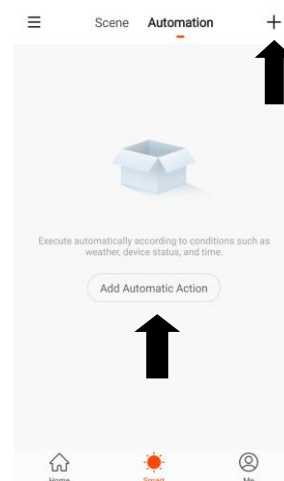 Scene Automation
Execute automatically according to conditions such as
weather, device status, and time.
Add Automatic Action
Home Smart Me